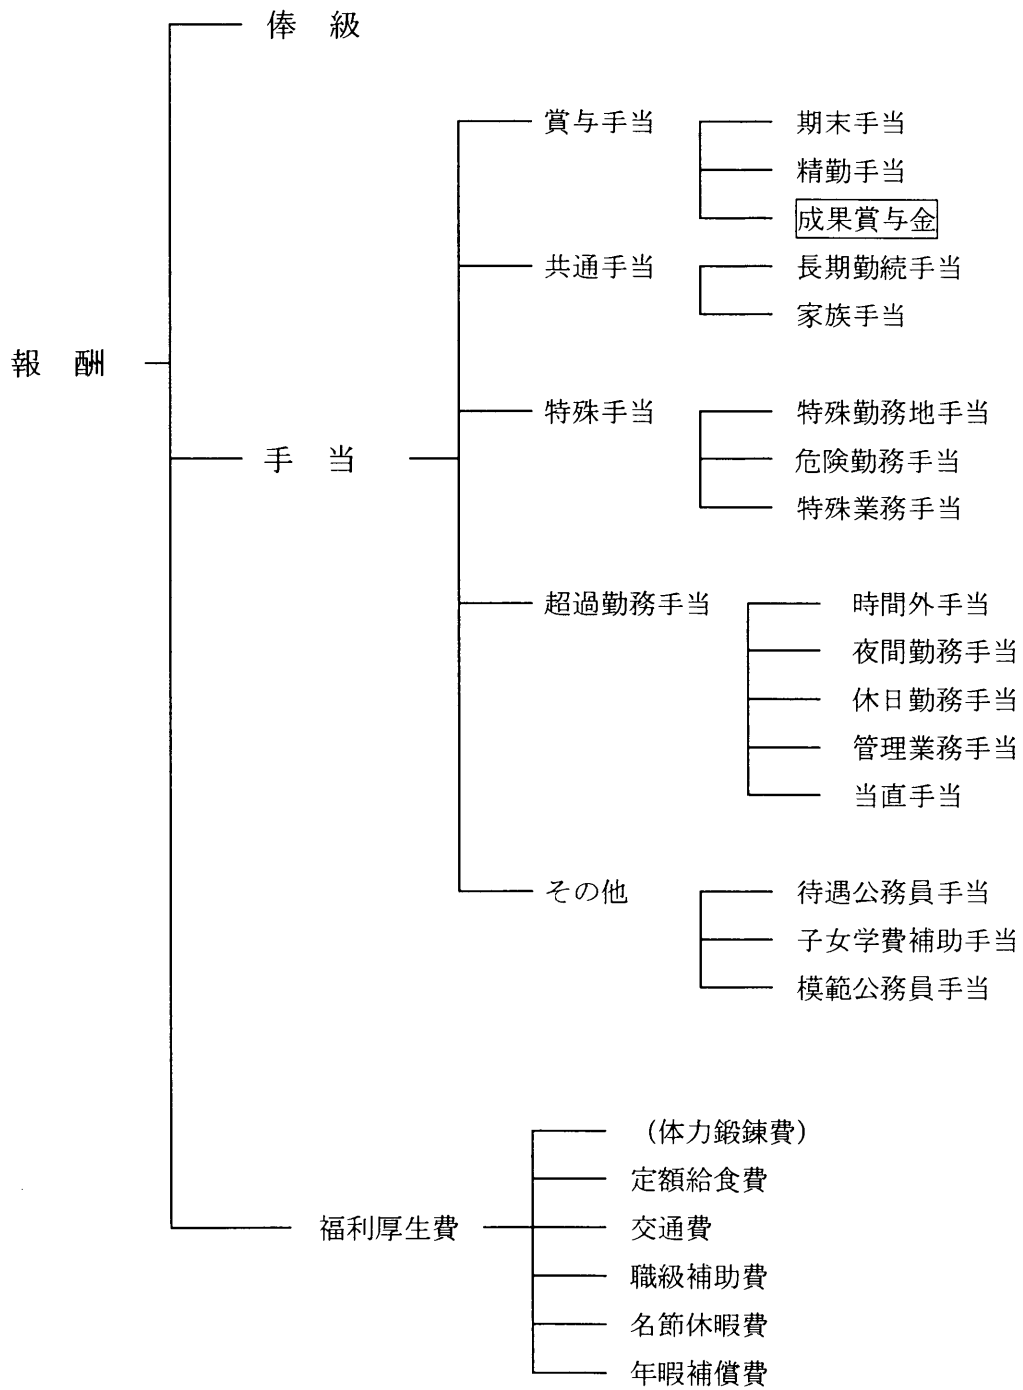 俸　級
賞与手当
期末手当
精勤手当
成果賞与金
共通手当
長期勤続手当
家族手当
報　酬
特殊手当
特殊勤務地手当
手　当
危険勤務手当
特殊業務手当
超過勤務手当
時間外手当
夜間勤務手当
休日勤務手当
管理業務手当
当直手当
その他
待遇公務員手当
子女学費補助手当
模範公務員手当
（体力鍛錬費）
定額給食費
福利厚生費
交通費
職級補助費
名節休暇費
年暇補償費